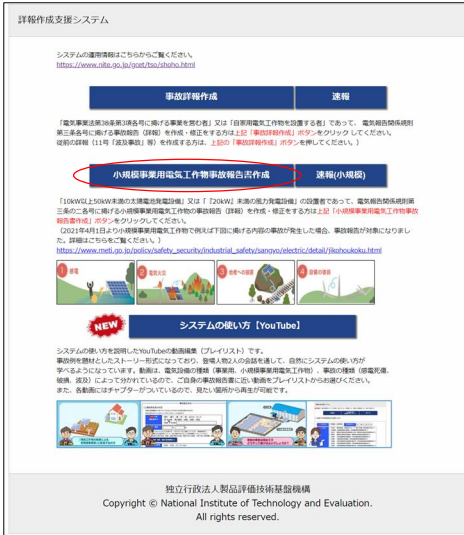 詳報作成支援システム
システムの運用情報はこちらからご覧ください。
https://www.nite.go.jp/gcet/tso/shoho.html
事故詳報作成
速報
「電気事業法第38条第3項各号に掲げる事業を営む者」又は「自家用電気工作物を設置する者」であって、電気関係報告規則
第三条各号に掲げる事故報告（詳報）を作成・修正をする方は上記「事故詳報作成」ボタンをクリック してください。
従前の詳報（11号「波及事故」等）を作成する方は、上記の「事故詳報作成」ボタンを押してください。）
小規模事業用電気工作物事故報告書作成
速報(小規模)
「10kW以上50kW未満の太陽電池発電設備」又は「【20kW】未満の風力発電設備」の設置者であって、電気関係報告規則第
三条の二各号に掲げる小規模事業用電気工作物の事故報告（詳報）を作成・修正をする方は上記「小規模事業用電気工作物事故
報告書作成」ボタンをクリックしてください。
（2021年4月1日より小規模事業用電気工作物で例えば下図に掲げる内容の事故が発生した場合、事故報告が対象になりまし
た。詳細はこちらをご覧ください。）
https://www.meti.go.jp/policy/safety_security/industrial_safety/sangyo/electric/detail/jikohoukoku.html
1 感電
2 電気火災
3 他者への被害
4 設備の破損
NEW
システムの使い方【YouTube】
システムの使い方を説明したYouTubeの動画編集（プレイリスト）です。
事故例を題材としたストーリー形式になっており、登場人物2人の会話を通して、自然にシステムの使い方が
学べるようになっています。動画は、電気設備の種類（事業用、小規模事業用電気工作物）、事故の種類（感電死傷、
破損、波及）によって分かれているので、ご自身の事故報告書に近い動画をプレイリストからお選びください。
また、各動画にはチャプターがついているので、見たい箇所から再生が可能です。
独立行政法人製品評価技術基盤機構
Copyright © National Institute of Technology and Evaluation.
All rights reserved.